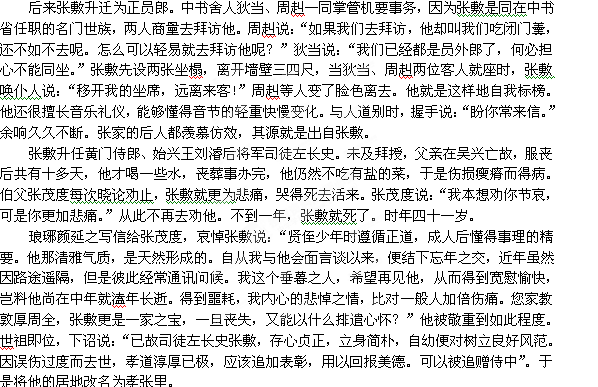 后来张敷升迁为正员郎。中书舍人狄当、周赳一同掌管机要事务，因为张敷是同在中书
省任职的名门世族，两人商量去拜访他。周赳说：“如果我们去拜访，他却叫我们吃闭门羹，
还不如不去呢。怎么可以轻易就去拜访他呢？”狄当说：“我们已经都是员外郎了，何必担
心不能同坐。”张敷先设两张坐榻，离开墙壁三四尺，当狄当、周赳两位客人就座时，张敷
唤仆人说：“移开我的坐席，远离来客!”周赳等人变了脸色离去。他就是这样地自我标榜。
他还很擅长音乐礼仪，能够懂得音节的轻重快慢变化。与人道别时，握手说：“盼你常来信。”
余响久久不断。张家的后人都羡慕仿效，其源就是出自张敷。
张敷升任黄门侍郎、始兴王刘濬后将军司徒左长史。未及拜授，父亲在吴兴亡故，服丧
后共有十多天，他才喝一些水，丧葬事办完，他仍然不吃有盐的菜，于是伤损瘦瘠而得病。
伯父张茂度每次晓论劝止，张敷就更为悲痛，哭得死去活来。张茂度说：“我本想劝你节哀，
可是你更加悲痛。”从此不再去劝他。不到一年，张敷就死了。时年四十一岁。
琅琊颜延之写信给张茂度，哀悼张敷说：“贤侄少年时遵循正道，成人后懂得事理的精
要。他那清雅气质，是天然形成的。自从我与他会面言谈以来，便结下忘年之交，近年虽然
因路途遥隔，但是彼此经常通讯问候。我这个垂暮之人，希望再见他，从而得到宽慰愉快，
岂料他尚在中年就溘年长逝。得到噩耗，我内心的悲悼之情，比对一般人加倍伤痛。您家教
敦厚周全，张敷更是一家之宝，一旦丧失，又能以什么排遣心怀？”他被敬重到如此程度。
世祖即位，下诏说：“已故司徒左长史张敷，存心贞正，立身简朴，自幼便对树立良好风范。
因误伤过度而去世，孝道淳厚已极，应该追加表彰，用以回报美德。可以被追赠侍中”。于
是将他的居地改名为孝张里。